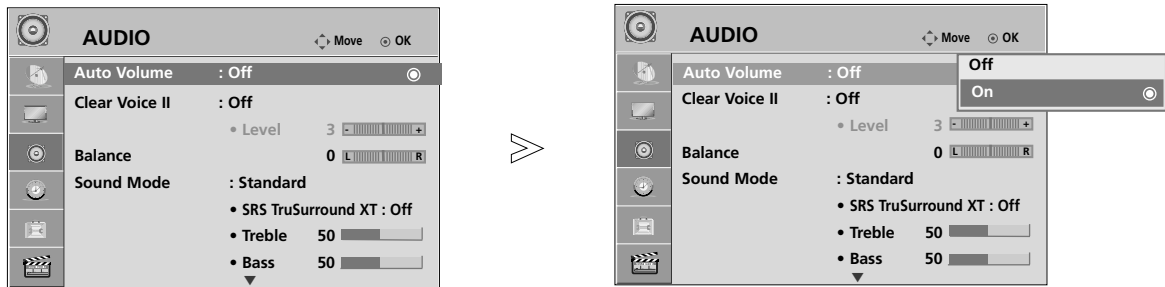 AUDIO Move OK
Auto Volume : Off
Clear Voice II : Off
• Level 3 - +
Balance 0 L R
Sound Mode : Standard
• SRS TruSurround XT : Off
• Treble 50
• Bass 50
AUDIO Move OK
Auto Volume : Off
Off
On
Clear Voice II : Off
• Level 3 - +
Balance 0 L R
Sound Mode : Standard
• SRS TruSurround XT : Off
• Treble 50
• Bass 50